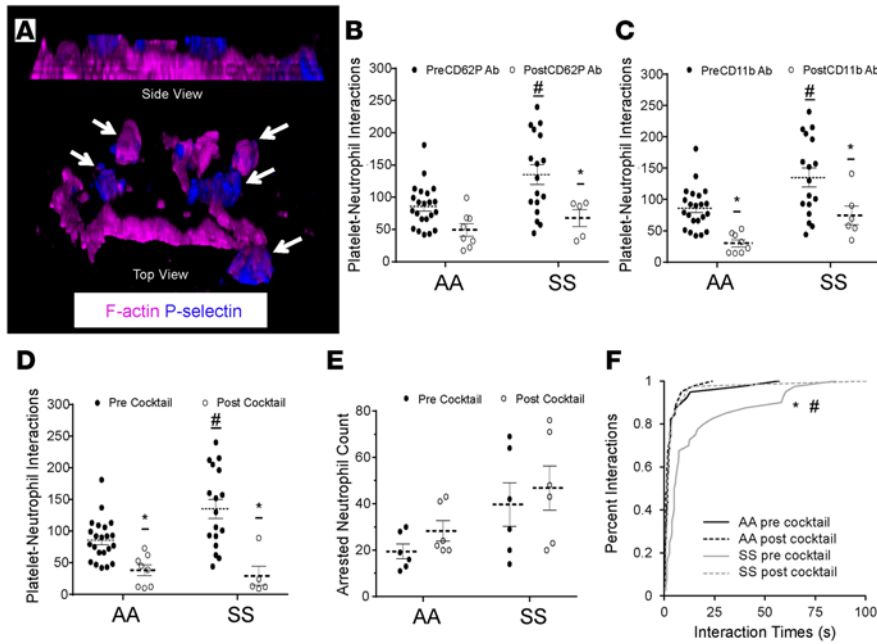 A
Side View
Top View
F-actin P-selectin
B
PreCD62P Ab PostCD62P Ab
Platelet-Neutrophil Interactions
300
250
200
150
100
50
0
#
*
AA SS
C
PreCD11b Ab PostCD11b Ab
Platelet-Neutrophil Interactions
300
250
200
150
100
50
0
*
#
*
AA SS
D
Pre Cocktail Post Cocktail
Platelet-Neutrophil Interactions
300
250
200
150
100
50
0
*
#
*
AA SS
E
Pre Cocktail Post Cocktail
Arrested Neutrophil Count
80
60
40
20
0
AA SS
F
Percent Interactions
1
0.8
0.6
0.4
0.2
0
* #
AA pre cocktail
AA post cocktail
SS pre cocktail
SS post cocktail
0 25 50 75 100
Interaction Times (s)